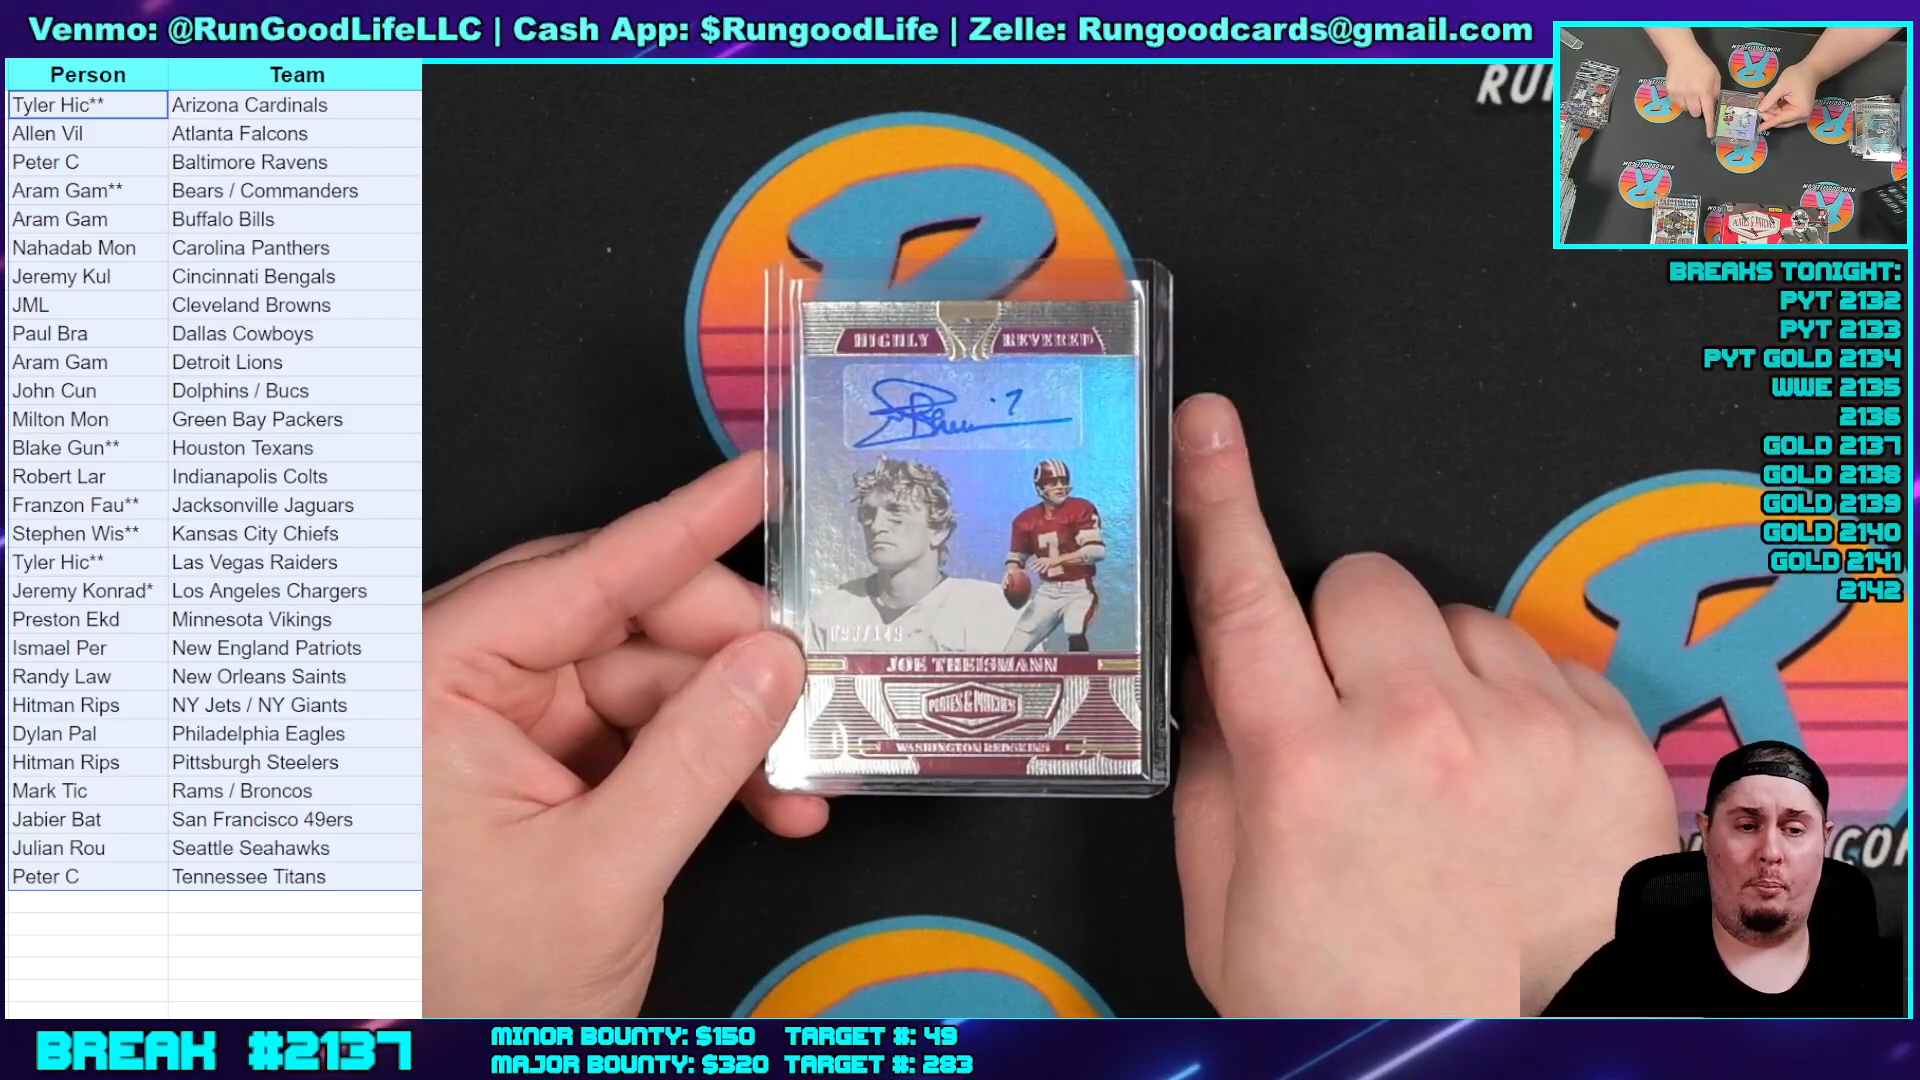 Venmo: @RunGoodLifeLLC | Cash App: $RungoodLife | Zelle: Rungoodcards@gmail.com
Person Team
Tyler Hic** Arizona Cardinals
Allen Vil Atlanta Falcons
Peter C Baltimore Ravens
Aram Gam** Bears / Commanders
Aram Gam Buffalo Bills
Nahadab Mon Carolina Panthers
Jeremy Kul Cincinnati Bengals
JML Cleveland Browns
Paul Bra Dallas Cowboys
Aram Gam Detroit Lions
John Cun Dolphins / Bucs
Milton Mon Green Bay Packers
Blake Gun** Houston Texans
Robert Lar Indianapolis Colts
Franzon Fau** Jacksonville Jaguars
Stephen Wis** Kansas City Chiefs
Tyler Hic** Las Vegas Raiders
Jeremy Konrad* Los Angeles Chargers
Preston Ekd Minnesota Vikings
Ismael Per New England Patriots
Randy Law New Orleans Saints
Hitman Rips NY Jets / NY Giants
Dylan Pal Philadelphia Eagles
Hitman Rips Pittsburgh Steelers
Mark Tic Rams / Broncos
Jabier Bat San Francisco 49ers
Julian Rou Seattle Seahawks
Peter C Tennessee Titans
HIGHLY REVERED
7
JOE THEISMANN
PLATES & PATCHES
WASHINGTON REDSKINS
PLATES & PATCHES
BREAKS TONIGHT:
PYT 2132
PYT 2133
PYT GOLD 2134
WWE 2135
2136
GOLD 2137
GOLD 2138
GOLD 2139
GOLD 2140
GOLD 2141
2142
BREAK #2137
MINOR BOUNTY: $150 TARGET #: 49
MAJOR BOUNTY: $320 TARGET #: 283